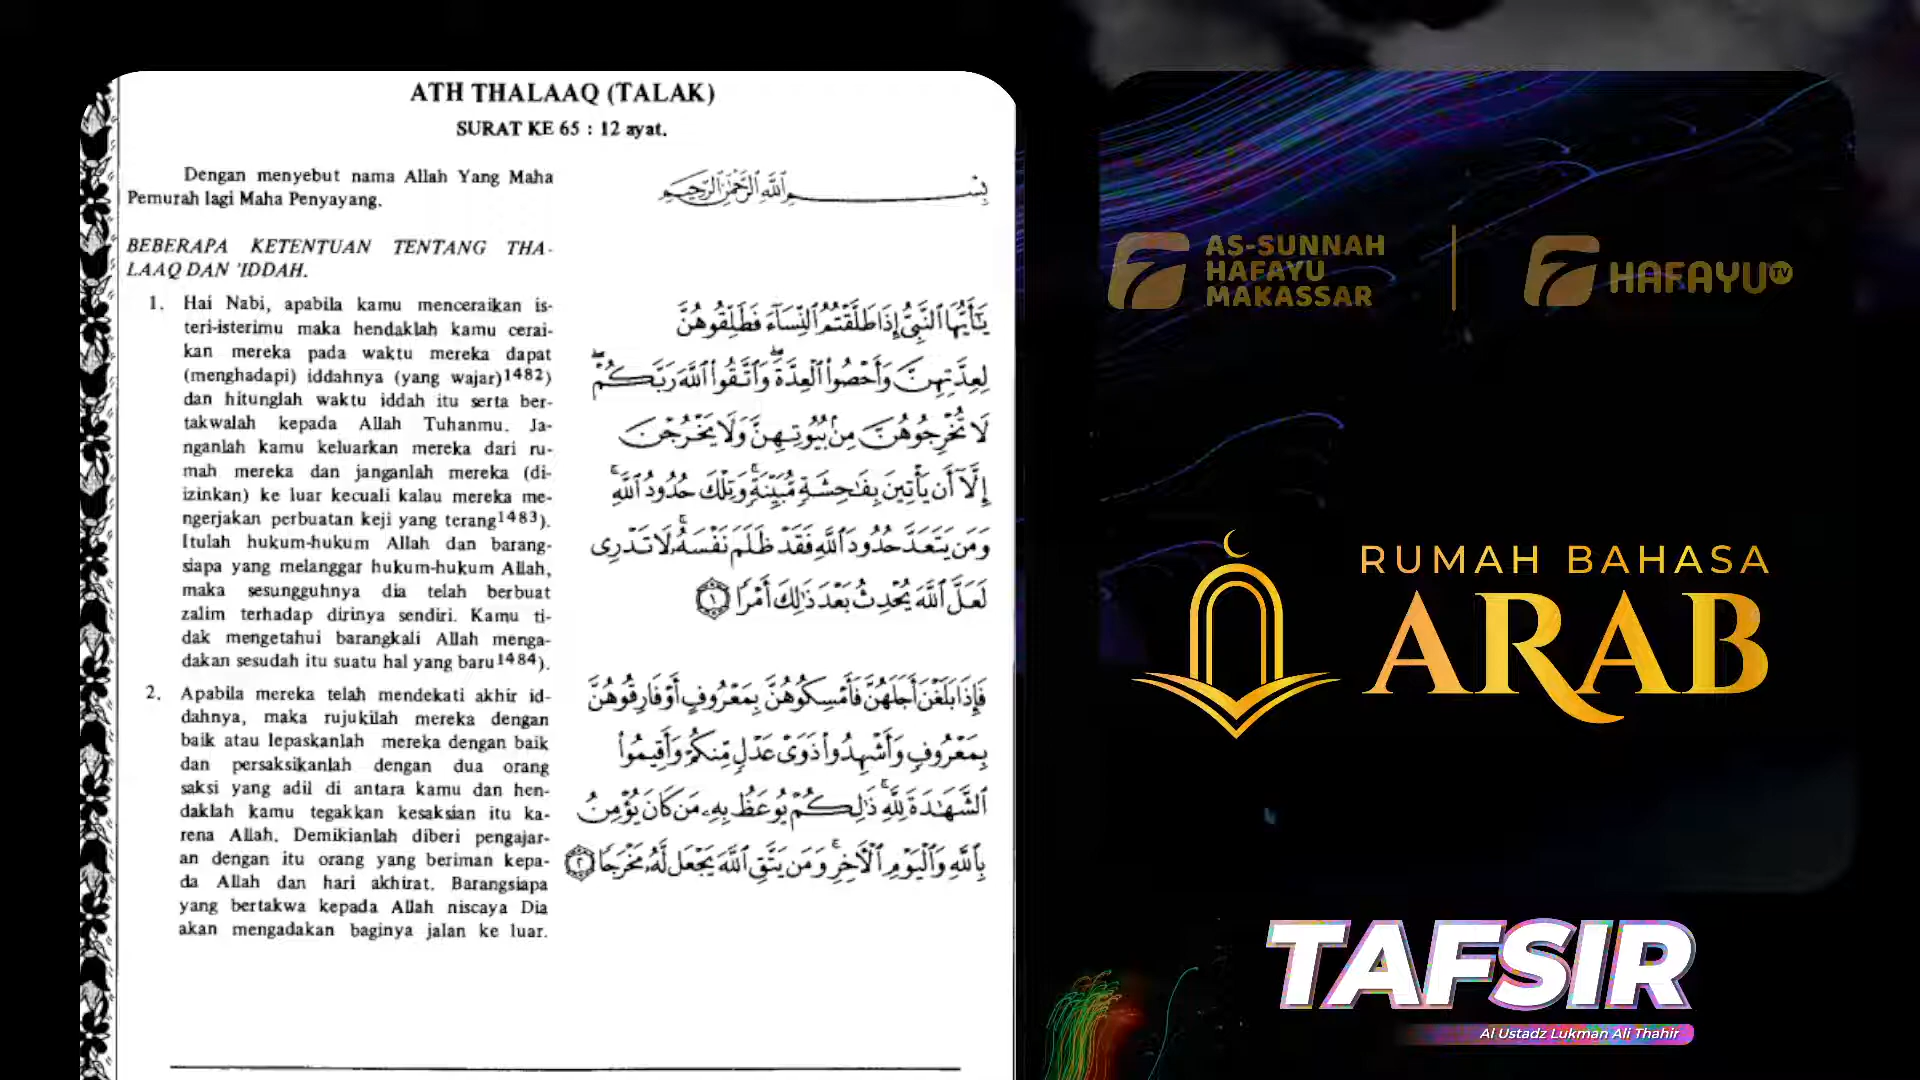 ATH THALAAQ (TALAK)
SURAT KE 65 : 12 ayat.
Dengan menyebut nama Allah Yang Maha
Pemurah lagi Maha Penyayang.
بِسْمِ ٱللَّهِ ٱلرَّحْمَٰنِ ٱلرَّحِيمِ
BEBERAPA KETENTUAN TENTANG THA-
LAAQ DAN 'IDDAH.
1. Hai Nabi, apabila kamu menceraikan is-
teri-isterimu maka hendaklah kamu cerai-
kan mereka pada waktu mereka dapat
(menghadapi) iddahnya (yang wajar)1482)
dan hitunglah waktu iddah itu serta ber-
takwalah kepada Allah Tuhanmu. Ja-
nganlah kamu keluarkan mereka dari ru-
mah mereka dan janganlah mereka (di-
izinkan) ke luar kecuali kalau mereka me-
ngerjakan perbuatan keji yang terang1483).
Itulah hukum-hukum Allah dan barang-
siapa yang melanggar hukum-hukum Allah,
maka sesungguhnya dia telah berbuat
zalim terhadap dirinya sendiri. Kamu ti-
dak mengetahui barangkali Allah menga-
dakan sesudah itu suatu hal yang baru1484).
يَٰٓأَيُّهَا ٱلنَّبِىُّ إِذَا طَلَّقْتُمُ ٱلنِّسَآءَ فَطَلِّقُوهُنَّ
لِعِدَّتِهِنَّ وَأَحْصُوا۟ ٱلْعِدَّةَ ۖ وَٱتَّقُوا۟ ٱللَّهَ رَبَّكُمْ ۖ
لَا تُخْرِجُوهُنَّ مِنۢ بُيُوتِهِنَّ وَلَا يَخْرُجْنَ
إِلَّآ أَن يَأْتِينَ بِفَٰحِشَةٍ مُّبَيِّنَةٍ ۚ وَتِلْكَ حُدُودُ ٱللَّهِ ۚ
وَمَن يَتَعَدَّ حُدُودَ ٱللَّهِ فَقَدْ ظَلَمَ نَفْسَهُۥ ۚ لَا تَدْرِى
لَعَلَّ ٱللَّهَ يُحْدِثُ بَعْدَ ذَٰلِكَ أَمْرًا ١
2. Apabila mereka telah mendekati akhir id-
dahnya, maka rujukilah mereka dengan
baik atau lepaskanlah mereka dengan baik
dan persaksikanlah dengan dua orang
saksi yang adil di antara kamu dan hen-
daklah kamu tegakkan kesaksian itu ka-
rena Allah. Demikianlah diberi pengajar-
an dengan itu orang yang beriman kepa-
da Allah dan hari akhirat. Barangsiapa
yang bertakwa kepada Allah niscaya Dia
akan mengadakan baginya jalan ke luar.
فَإِذَا بَلَغْنَ أَجَلَهُنَّ فَأَمْسِكُوهُنَّ بِمَعْرُوفٍ أَوْ فَارِقُوهُنَّ
بِمَعْرُوفٍ وَأَشْهِدُوا۟ ذَوَىْ عَدْلٍ مِّنكُمْ وَأَقِيمُوا۟
ٱلشَّهَٰدَةَ لِلَّهِ ۚ ذَٰلِكُمْ يُوعَظُ بِهِۦ مَن كَانَ يُؤْمِنُ
بِٱللَّهِ وَٱلْيَوْمِ ٱلْءَاخِرِ ۚ وَمَن يَتَّقِ ٱللَّهَ يَجْعَل لَّهُۥ مَخْرَجًا ٢
AS-SUNNAH
HAFAYU
MAKASSAR
HAFAYU TV
RUMAH BAHASA
ARAB
TAFSIR
Al Ustadz Lukman Ali Thahir